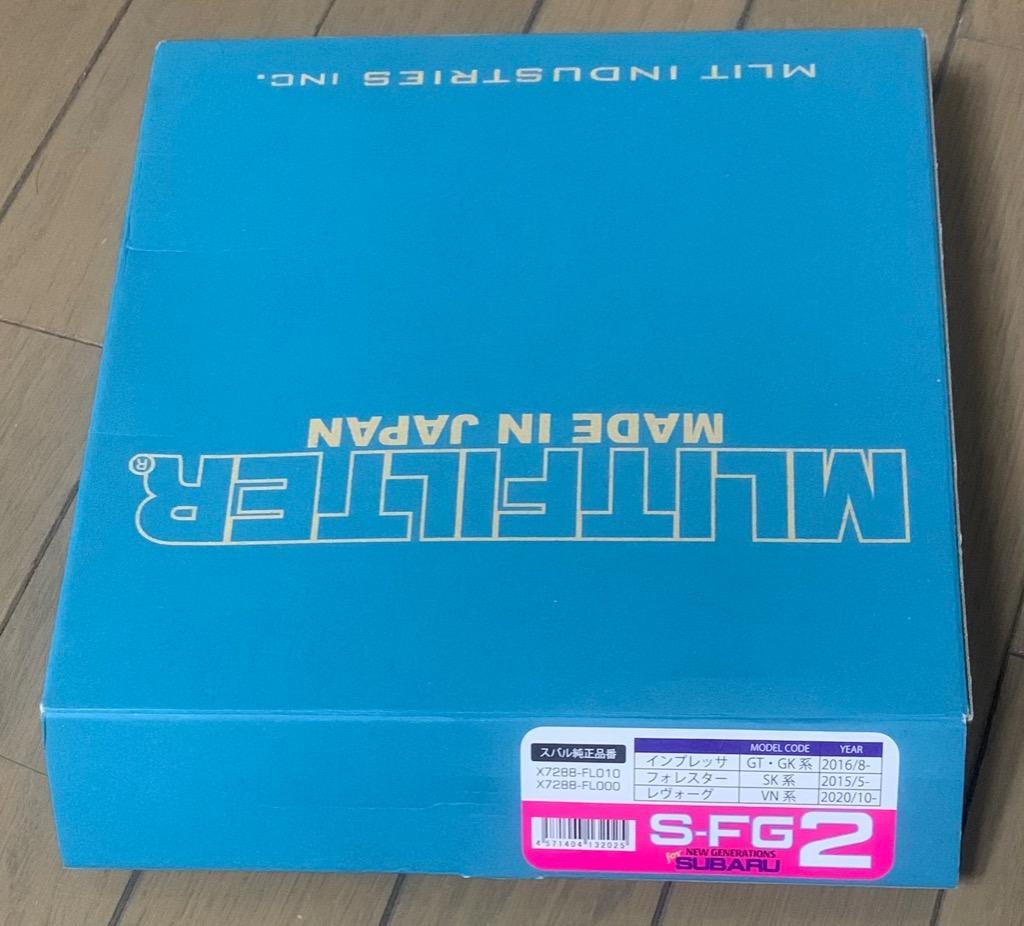 MLIT INDUSTRIES INC.
MADE IN JAPAN
MLITFILTER®
スバル純正品番
X7288-FL010
X7288-FL000
MODEL CODE YEAR
インプレッサ GT・GK系 2016/8-
フォレスター SK系 2015/5-
レヴォーグ VN系 2020/10-
4571404132025
S-FG2
for NEW GENERATIONS
SUBARU